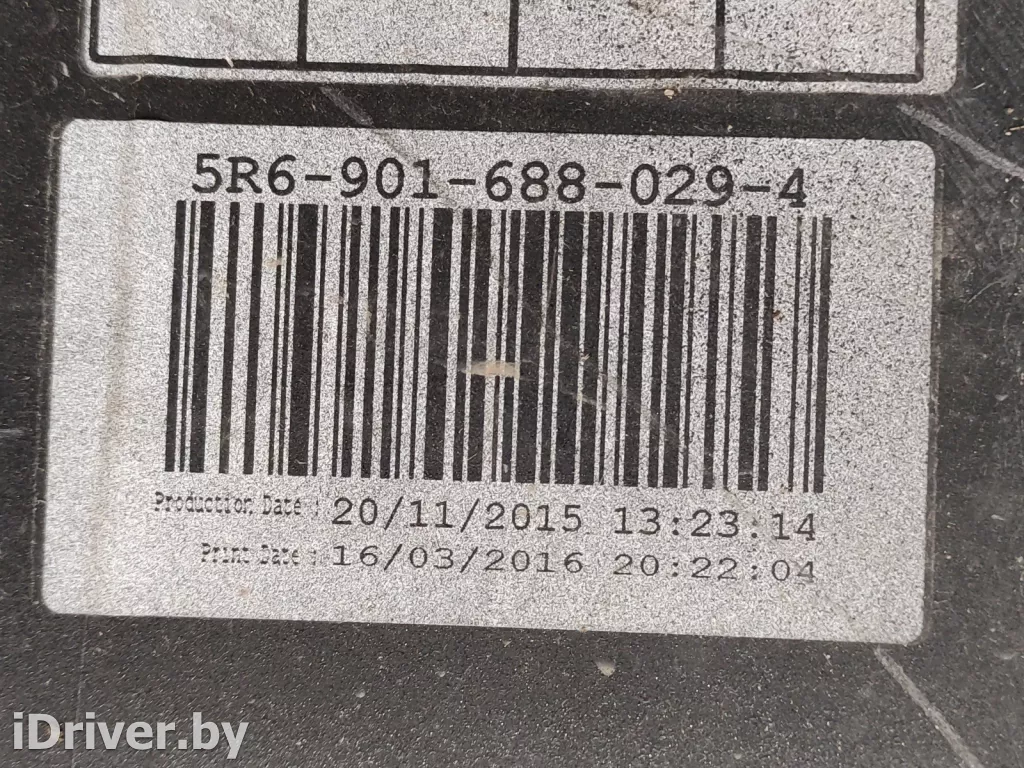 5R6-901-688-029-4
Production Date : 20/11/2015 13:23:14
Print Date : 16/03/2016 20:22:04
iDriver.by